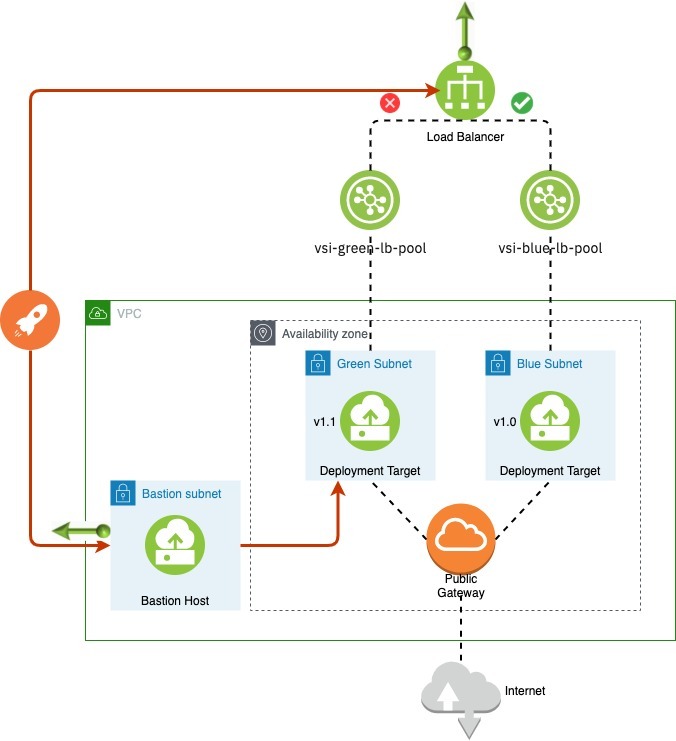 Load Balancer
vsi-green-lb-pool
vsi-blue-lb-pool
VPC
Availability zone
Green Subnet
Blue Subnet
v1.1
v1.0
Deployment Target
Deployment Target
Bastion subnet
Bastion Host
Public
Gateway
Internet